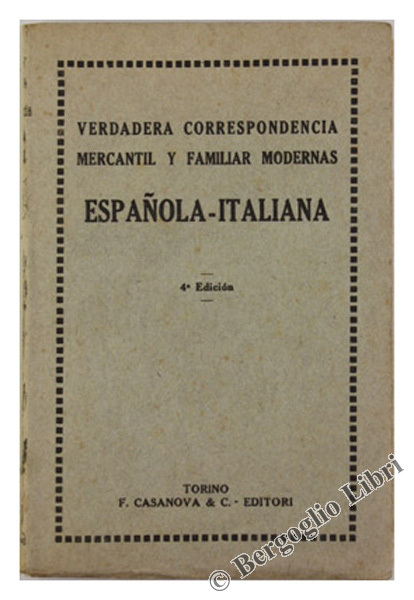 VERDADERA CORRESPONDENCIA
MERCANTIL Y FAMILIAR MODERNAS
ESPAÑOLA-ITALIANA
4ª Edición
TORINO
F. CASANOVA & C. - EDITORI
© Bergoglio Libri